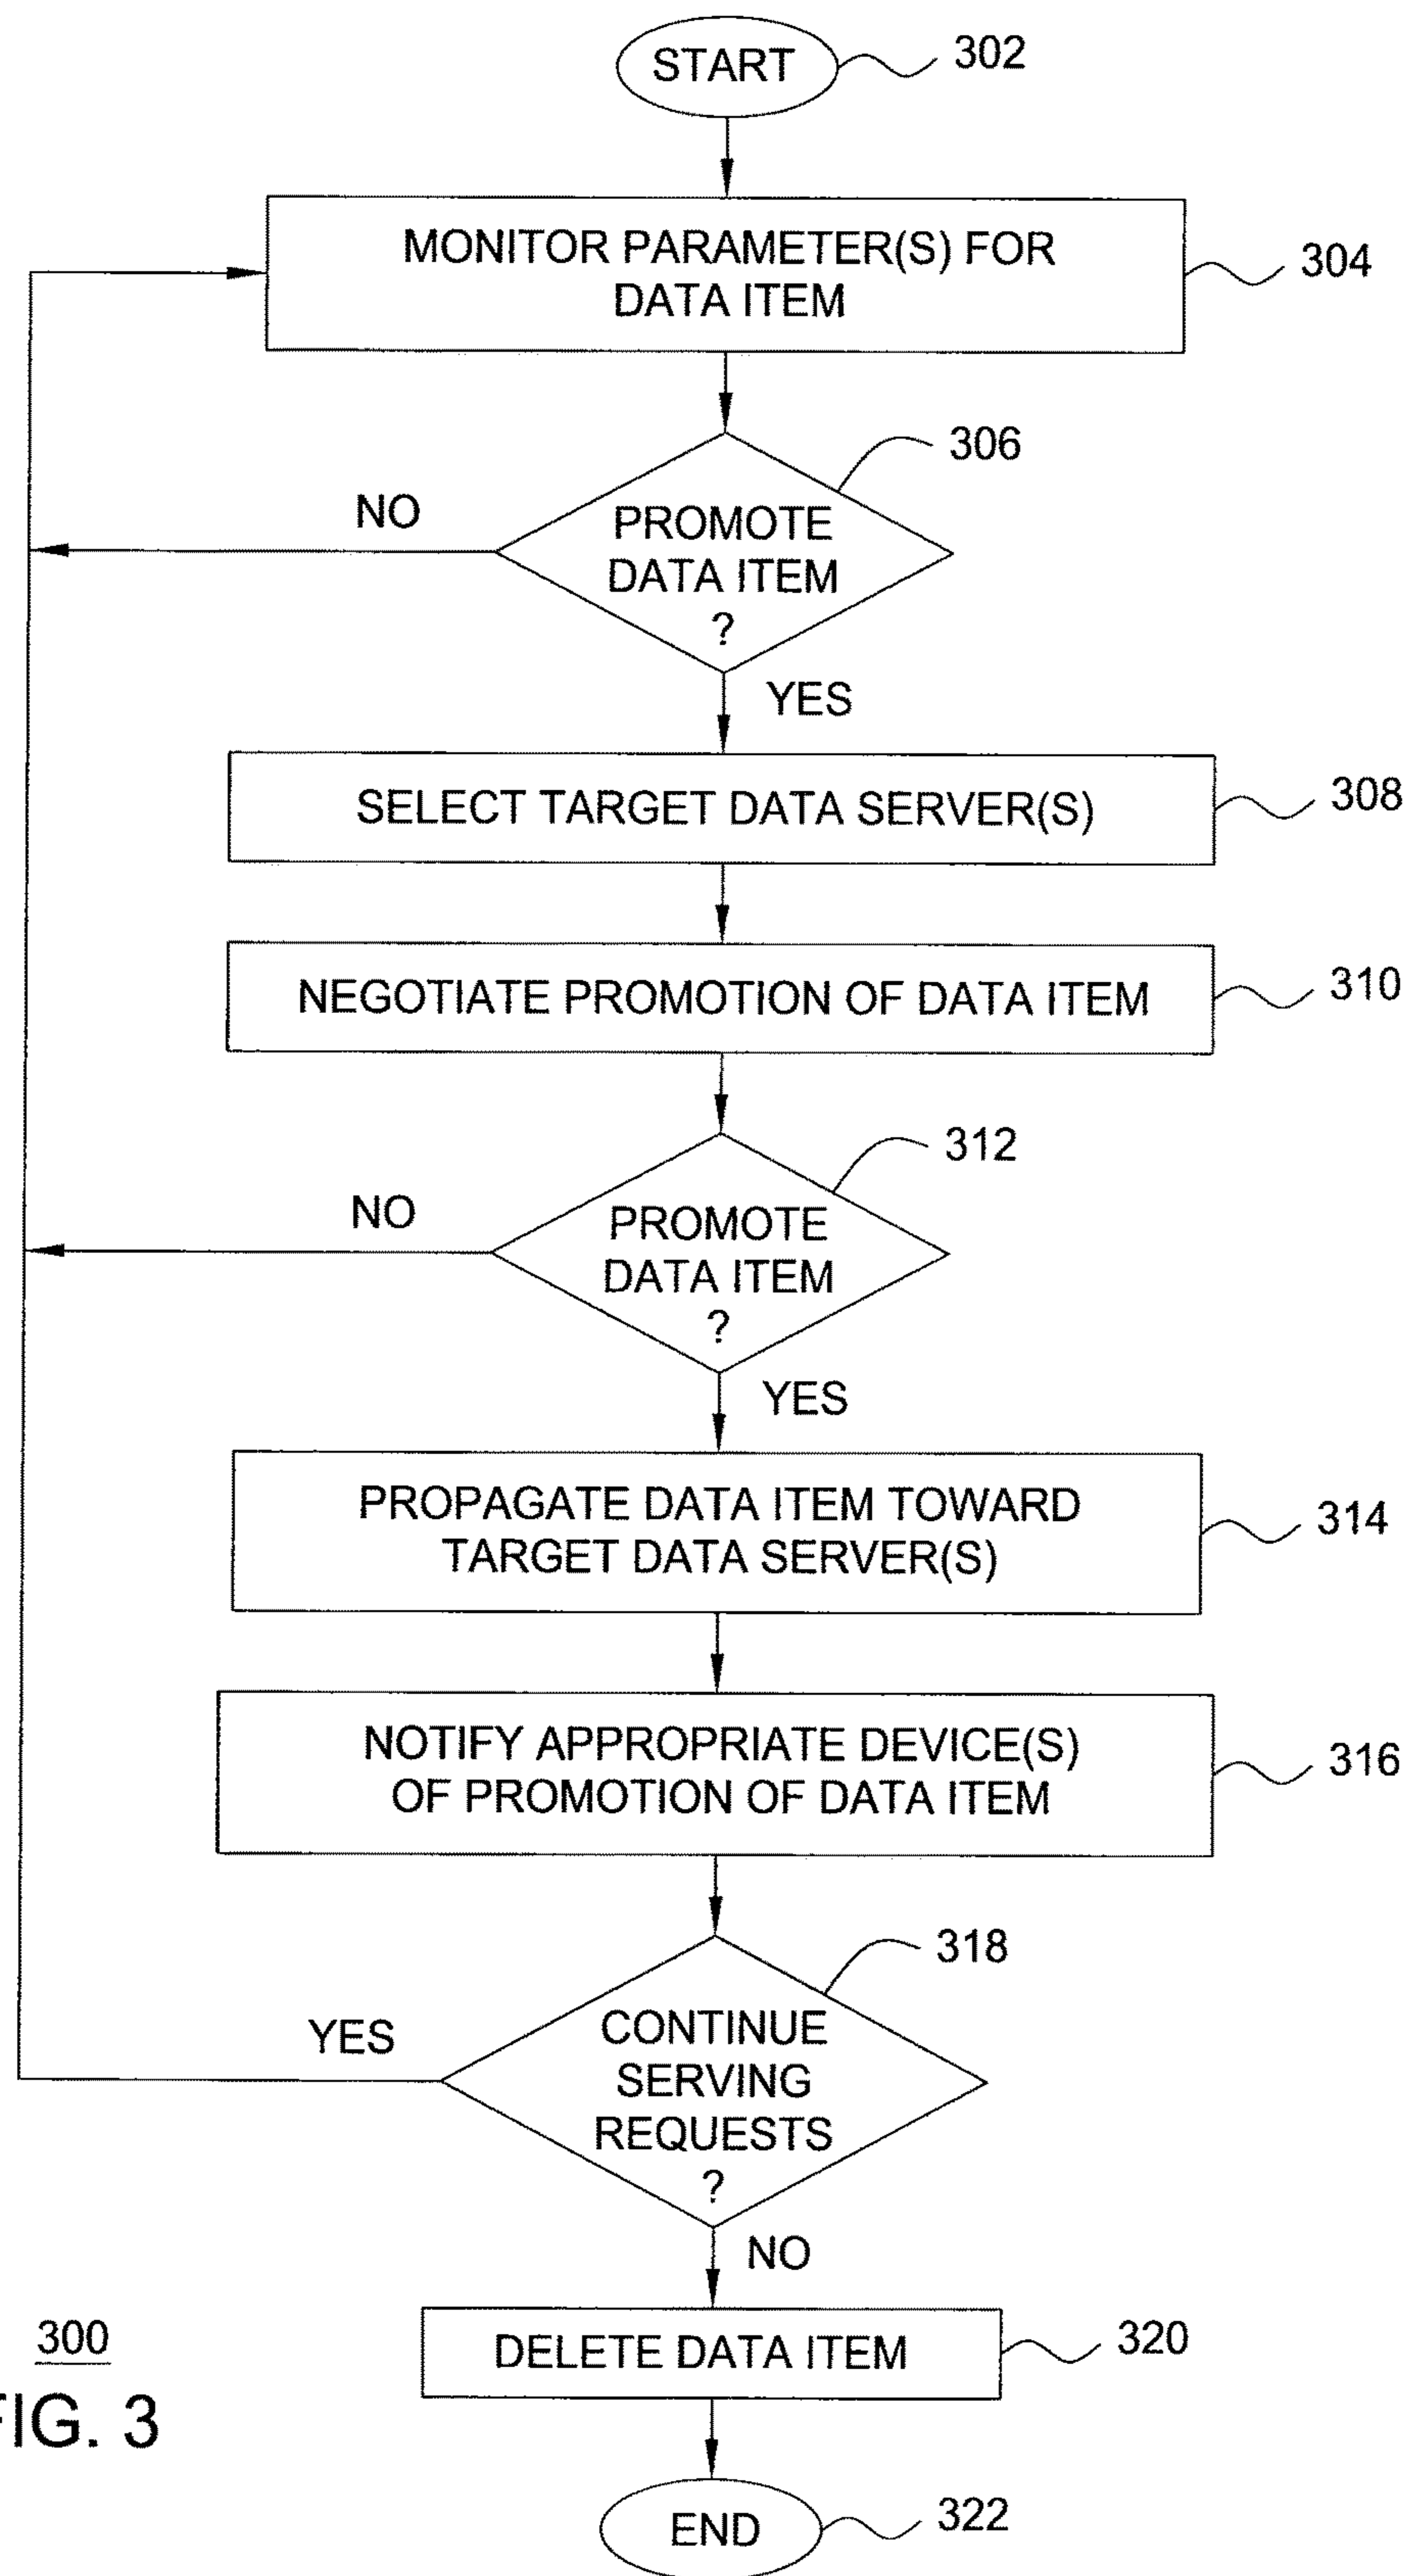 START
302
MONITOR PARAMETER(S) FOR
DATA ITEM
304
306
NO
PROMOTE
DATA ITEM
?
YES
SELECT TARGET DATA SERVER(S)
308
NEGOTIATE PROMOTION OF DATA ITEM
310
312
NO
PROMOTE
DATA ITEM
?
YES
PROPAGATE DATA ITEM TOWARD
TARGET DATA SERVER(S)
314
NOTIFY APPROPRIATE DEVICE(S)
OF PROMOTION OF DATA ITEM
316
318
YES
CONTINUE
SERVING
REQUESTS
?
NO
DELETE DATA ITEM
320
300
FIG. 3
END
322